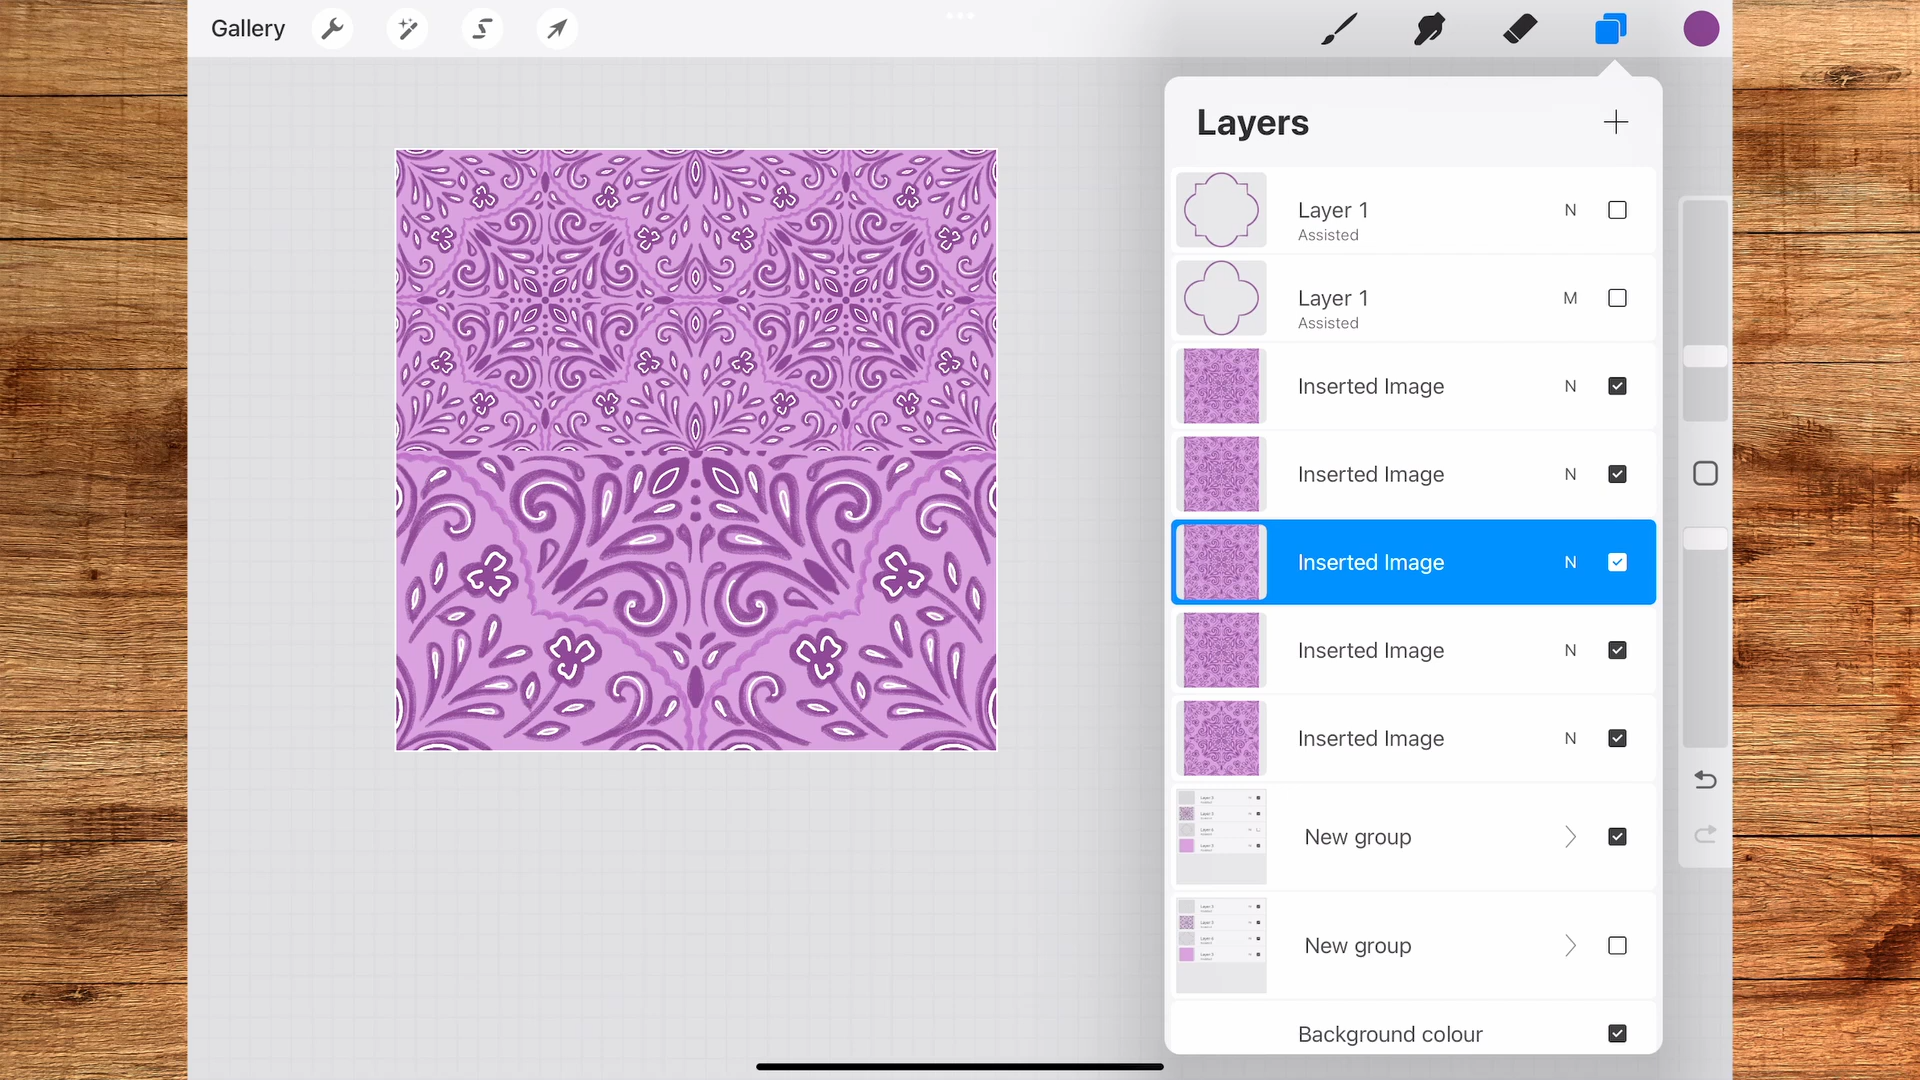 Gallery
Layers
Layer 1 N
Assisted
Layer 1 M
Assisted
Inserted Image N
Inserted Image N
Inserted Image N
Inserted Image N
Inserted Image N
New group
New group
Background colour